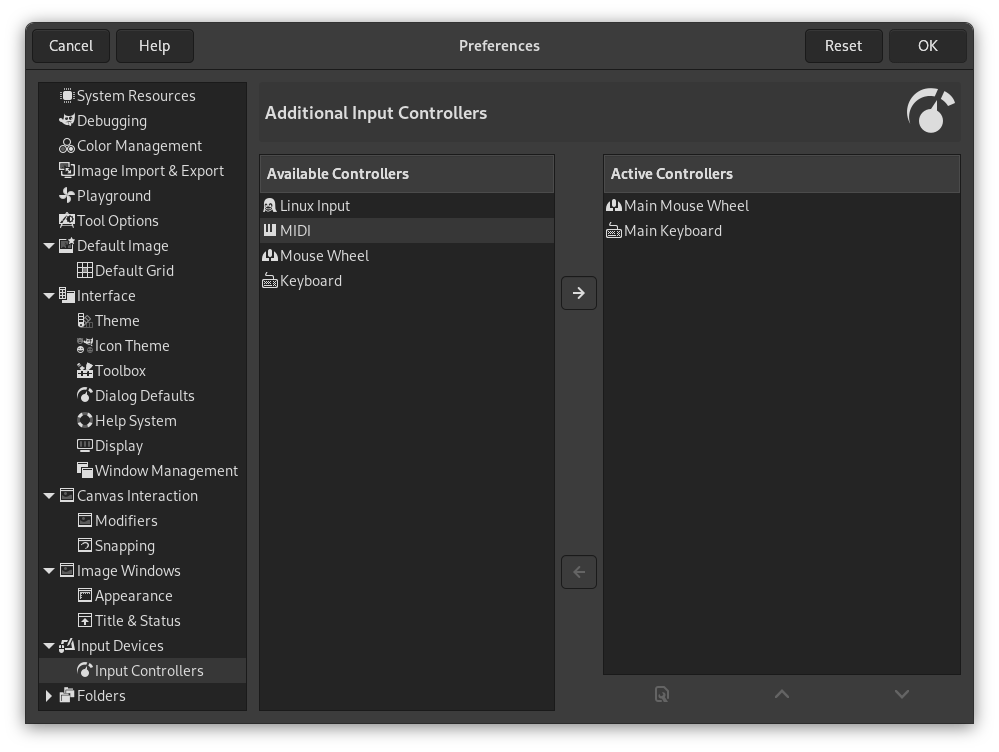 Cancel Help Preferences Reset OK
System Resources
Debugging
Color Management
Image Import & Export
Playground
Tool Options
Default Image
Default Grid
Interface
Theme
Icon Theme
Toolbox
Dialog Defaults
Help System
Display
Window Management
Canvas Interaction
Modifiers
Snapping
Image Windows
Appearance
Title & Status
Input Devices
Input Controllers
Folders
Additional Input Controllers
Available Controllers
Linux Input
MIDI
Mouse Wheel
Keyboard
Active Controllers
Main Mouse Wheel
Main Keyboard